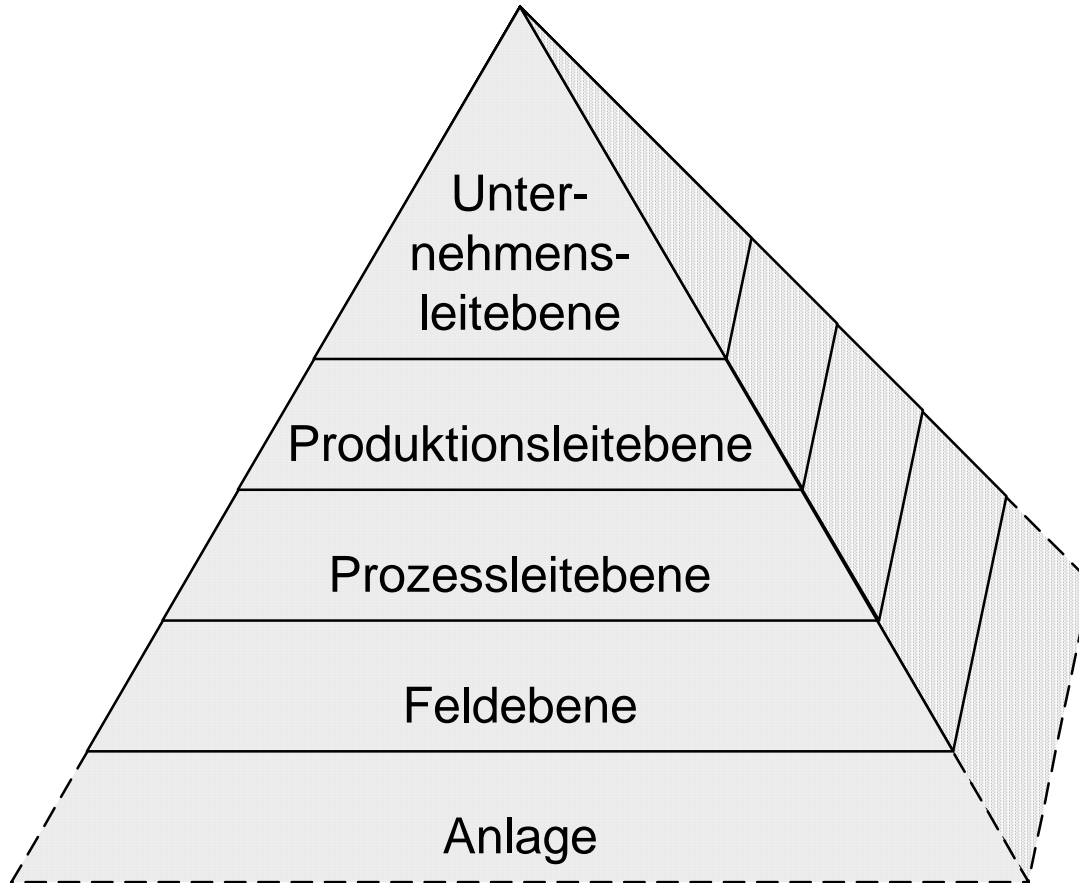 Unter-
nehmens-
leitebene
Produktionsleitebene
Prozessleitebene
Feldebene
Anlage